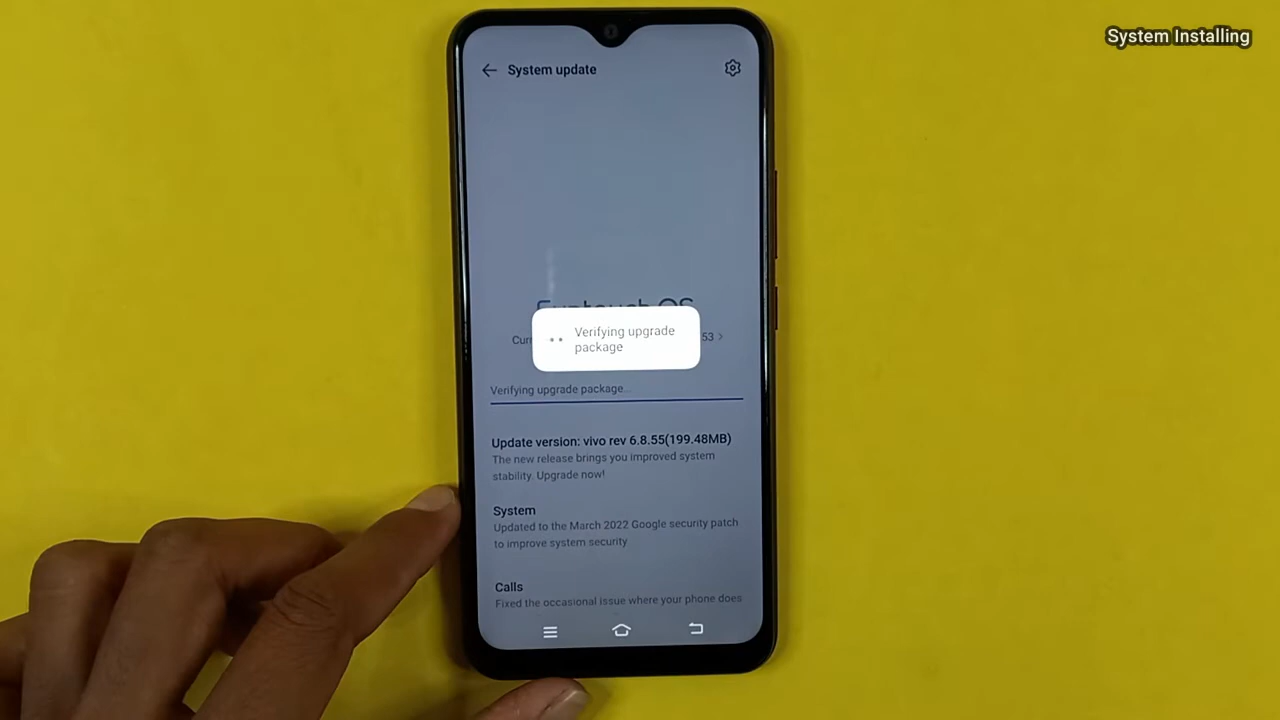 System Installing
System update
Verifying upgrade
package
53 >
Verifying upgrade package...
Update version: vivo rev 6.8.55(199.48MB)
The new release brings you improved system
stability. Upgrade now!
System
Updated to the March 2022 Google security patch
to improve system security
Calls
Fixed the occasional issue where your phone does